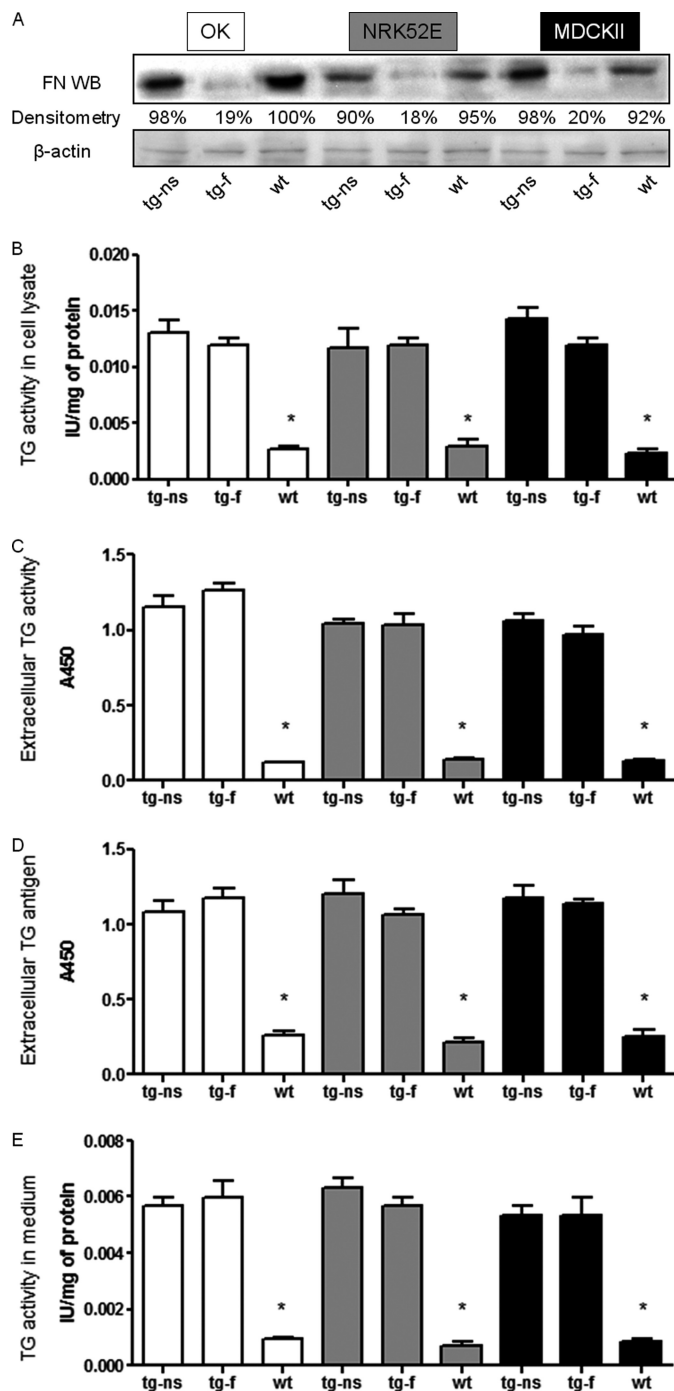 A
OK NRK52E MDCKII
FN WB
Densitometry 98% 19% 100% 90% 18% 95% 98% 20% 92%
β-actin
tg-ns tg-f wt tg-ns tg-f wt tg-ns tg-f wt
B
TG activity in cell lysate
IU/mg of protein
0.020
0.015
0.010
0.005
0.000
tg-ns tg-f wt tg-ns tg-f wt tg-ns tg-f wt
* * *
C
Extracellular TG activity
A450
1.5
1.0
0.5
0.0
* * *
tg-ns tg-f wt tg-ns tg-f wt tg-ns tg-f wt
D
Extracellular TG antigen
A450
1.5
1.0
0.5
0.0
* * *
tg-ns tg-f wt tg-ns tg-f wt tg-ns tg-f wt
E
TG activity in medium
IU/mg of protein
0.008
0.006
0.004
0.002
0.000
* * *
tg-ns tg-f wt tg-ns tg-f wt tg-ns tg-f wt